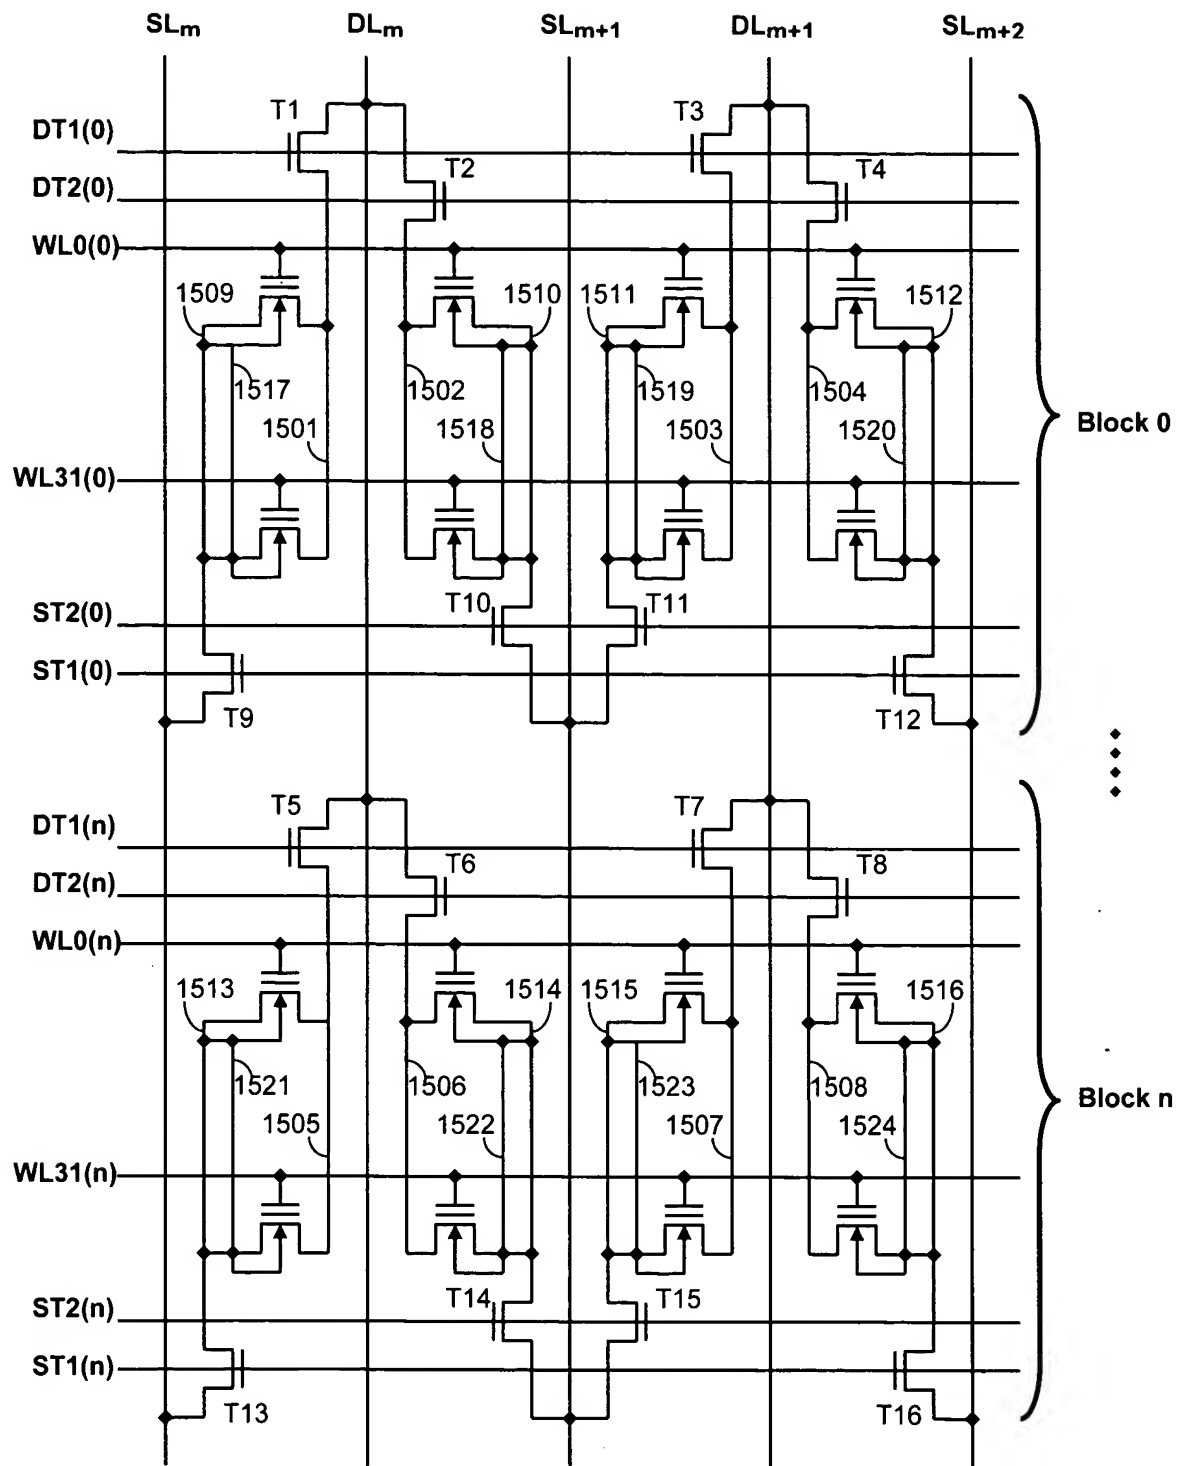 SLm DLm SLm+1 DLm+1 SLm+2
T1 T3
DT1(0)
T2 T4
DT2(0)
WL0(0)
1509 1510 1511 1512
1517 1502 1519 1504
1501 1518 1503 1520
Block 0
WL31(0)
T10 T11
ST2(0)
ST1(0)
T9 T12
T5 T7
DT1(n)
T6 T8
DT2(n)
WL0(n)
1513 1514 1515 1516
1521 1506 1523 1508
Block n
1505 1522 1507 1524
WL31(n)
T14 T15
ST2(n)
ST1(n)
T13 T16